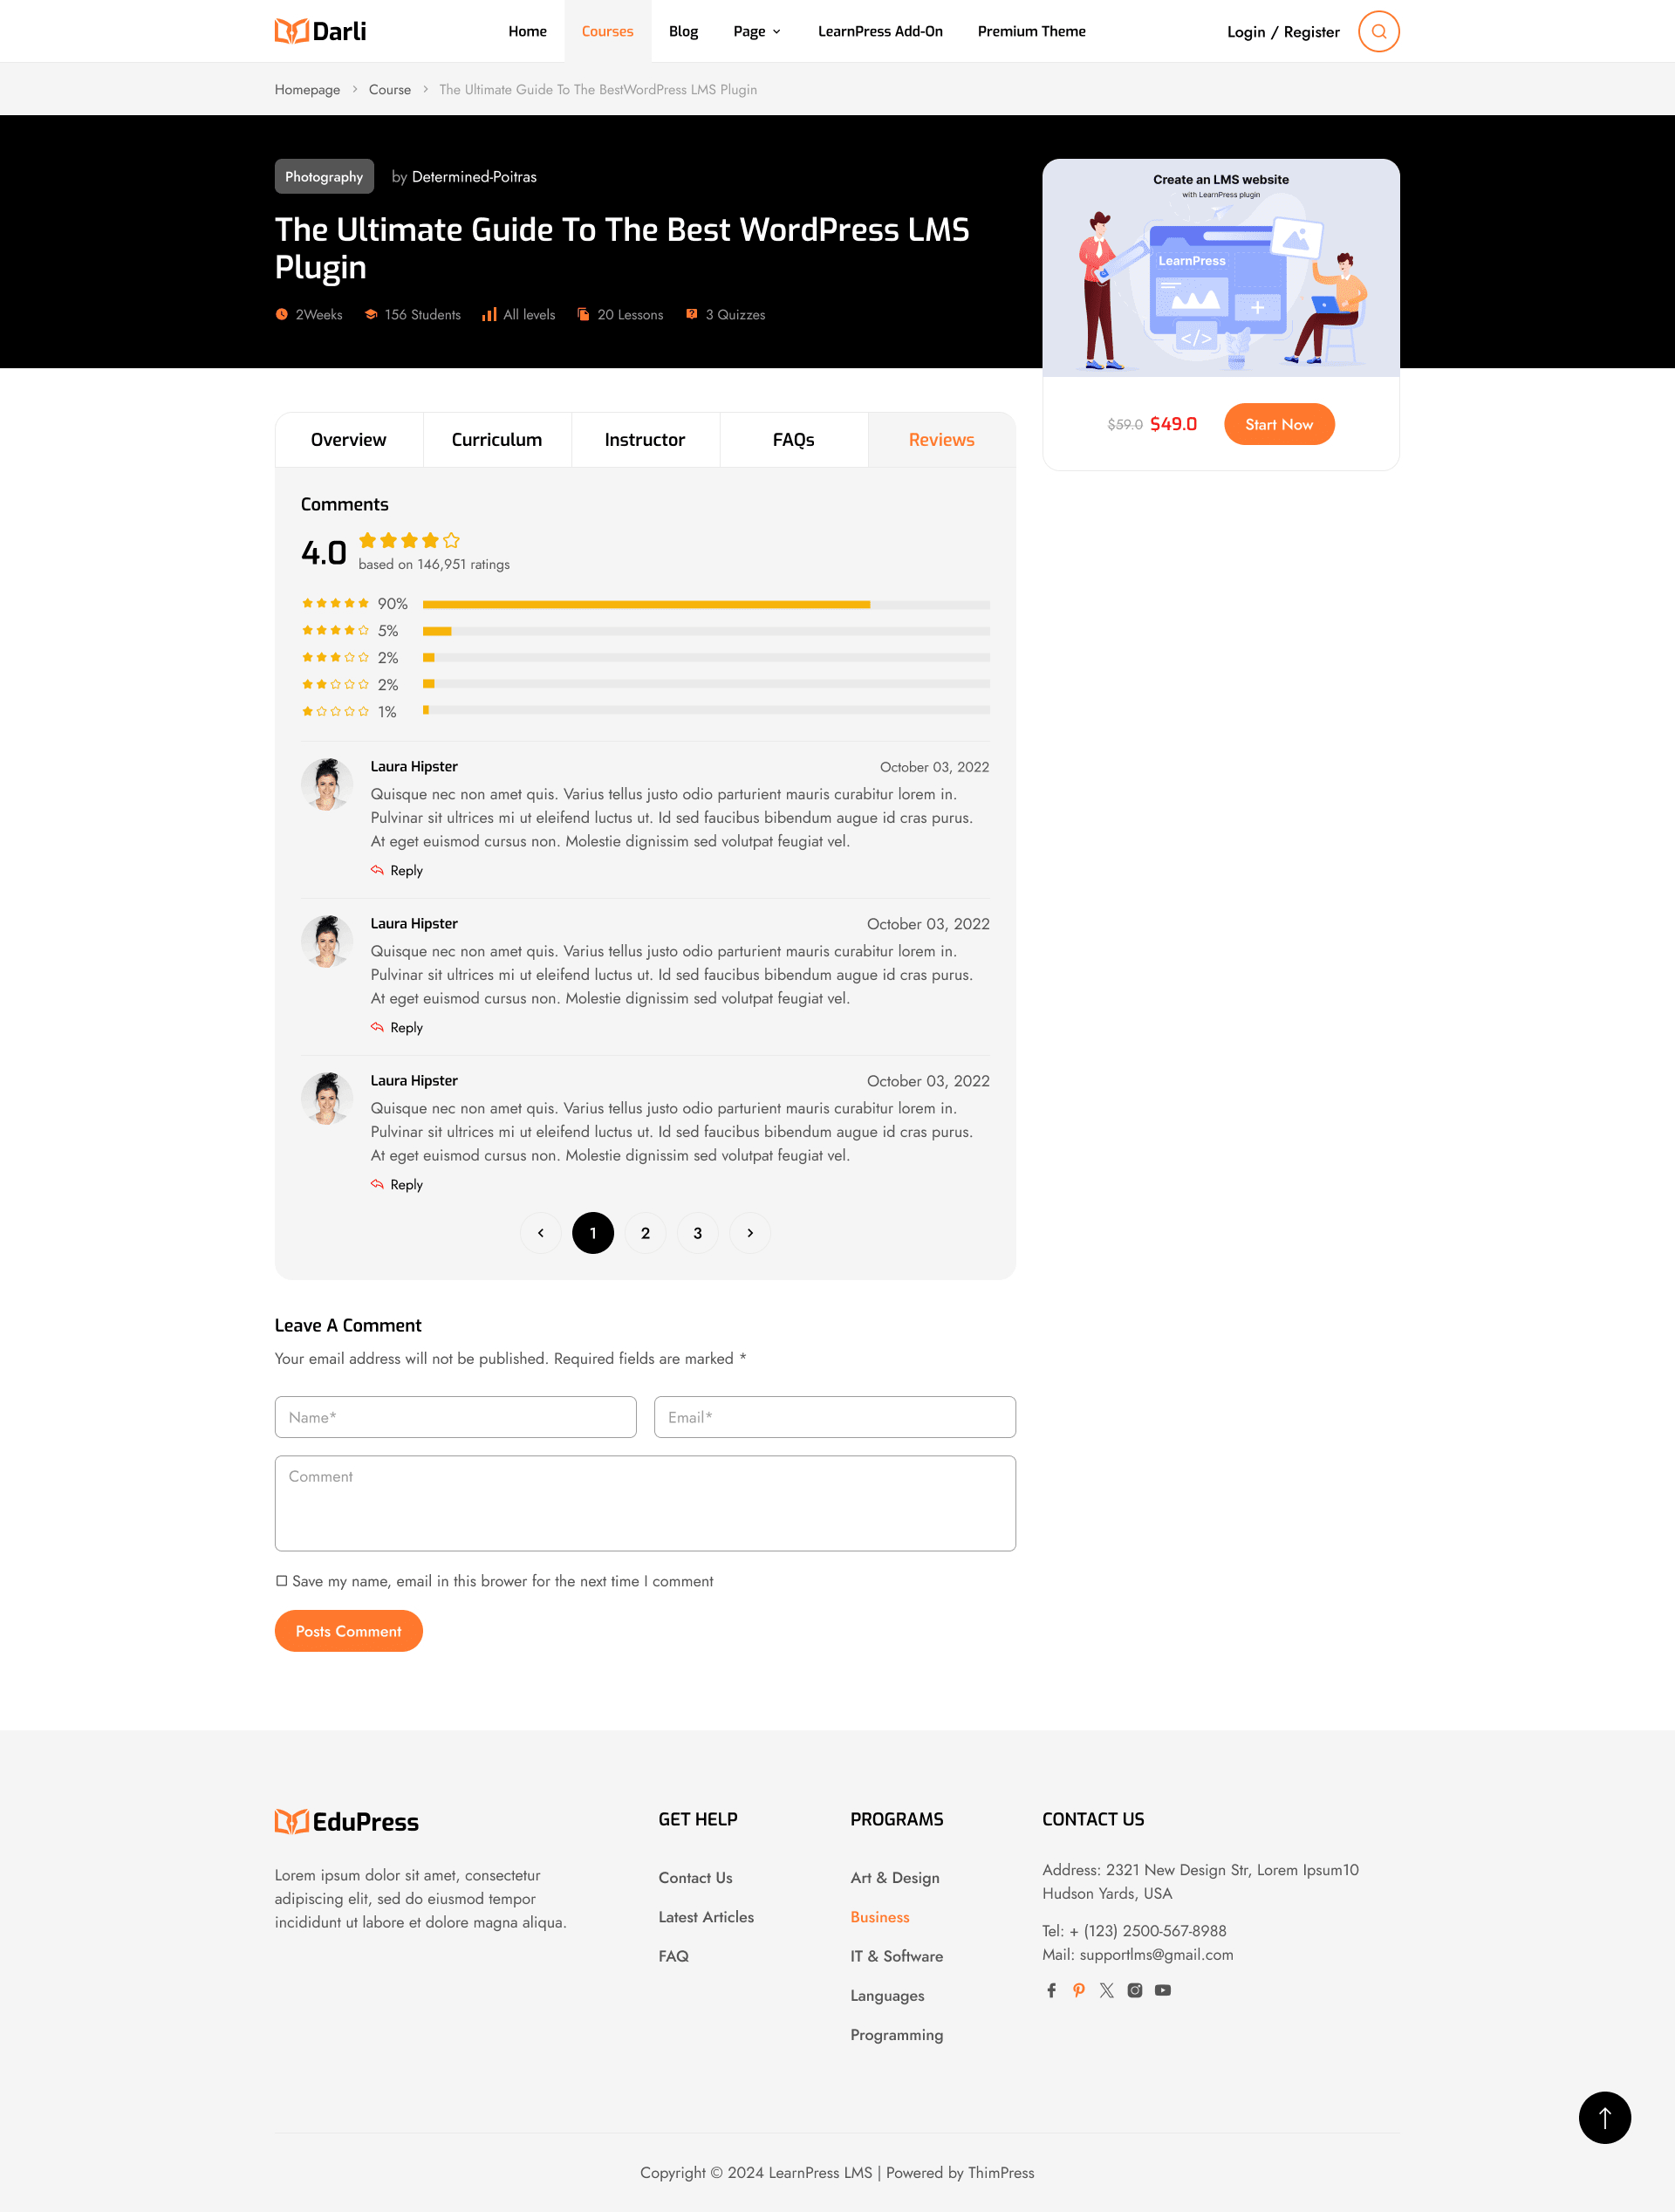 Darli
Home
Courses
Blog
Page
LearnPress Add-On
Premium Theme
Login / Register
Homepage
Course
The Ultimate Guide To The BestWordPress LMS Plugin
Photography
by Determined-Poitras
The Ultimate Guide To The Best WordPress LMS
Plugin
2Weeks
156 Students
All levels
20 Lessons
3 Quizzes
Create an LMS website
with LearnPress plugin
LearnPress
</>
$59.0
$49.0
Start Now
Overview
Curriculum
Instructor
FAQs
Reviews
Comments
4.0
based on 146,951 ratings
90%
5%
2%
2%
1%
Laura Hipster
October 03, 2022
Quisque nec non amet quis. Varius tellus justo odio parturient mauris curabitur lorem in.
Pulvinar sit ultrices mi ut eleifend luctus ut. Id sed faucibus bibendum augue id cras purus.
At eget euismod cursus non. Molestie dignissim sed volutpat feugiat vel.
Reply
Laura Hipster
October 03, 2022
Quisque nec non amet quis. Varius tellus justo odio parturient mauris curabitur lorem in.
Pulvinar sit ultrices mi ut eleifend luctus ut. Id sed faucibus bibendum augue id cras purus.
At eget euismod cursus non. Molestie dignissim sed volutpat feugiat vel.
Reply
Laura Hipster
October 03, 2022
Quisque nec non amet quis. Varius tellus justo odio parturient mauris curabitur lorem in.
Pulvinar sit ultrices mi ut eleifend luctus ut. Id sed faucibus bibendum augue id cras purus.
At eget euismod cursus non. Molestie dignissim sed volutpat feugiat vel.
Reply
1
2
3
Leave A Comment
Your email address will not be published. Required fields are marked *
Name*
Email*
Comment
Save my name, email in this brower for the next time I comment
Posts Comment
EduPress
Lorem ipsum dolor sit amet, consectetur
adipiscing elit, sed do eiusmod tempor
incididunt ut labore et dolore magna aliqua.
GET HELP
Contact Us
Latest Articles
FAQ
PROGRAMS
Art & Design
Business
IT & Software
Languages
Programming
CONTACT US
Address: 2321 New Design Str, Lorem Ipsum10
Hudson Yards, USA
Tel: + (123) 2500-567-8988
Mail: supportlms@gmail.com
Copyright © 2024 LearnPress LMS | Powered by ThimPress